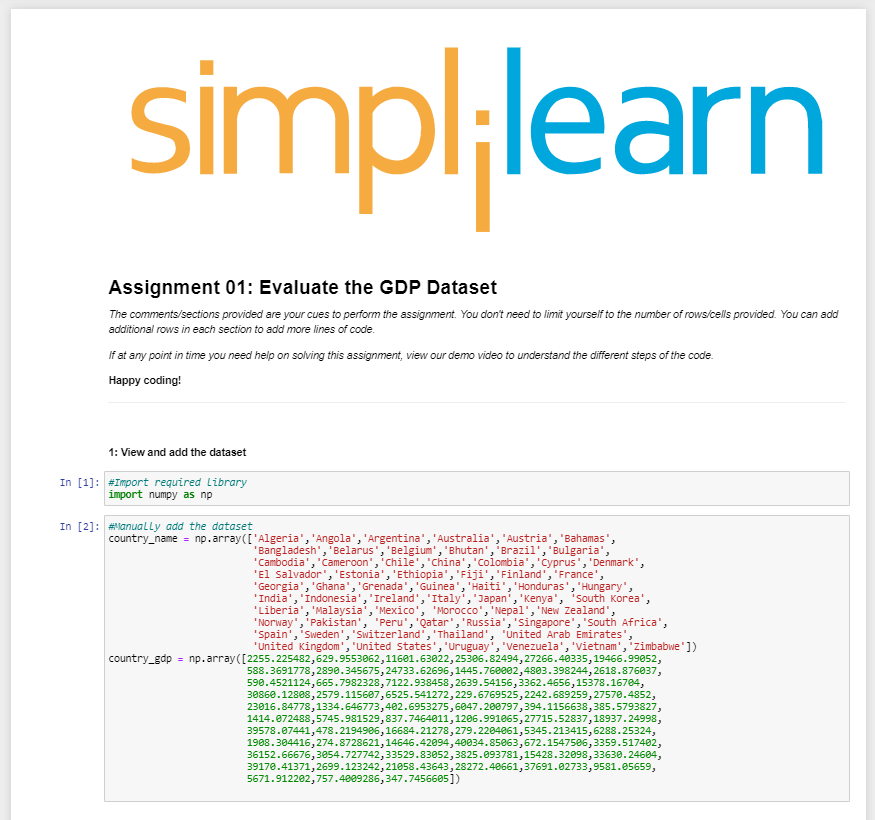 simplilearn
Assignment 01: Evaluate the GDP Dataset
The comments/sections provided are your cues to perform the assignment. You don't need to limit yourself to the number of rows/cells provided. You can add
additional rows in each section to add more lines of code.
If at any point in time you need help on solving this assignment, view our demo video to understand the different steps of the code.
Happy coding!
1: View and add the dataset
In [1]: #Import required library
import numpy as np
In [2]: #Manually add the dataset
country_name = np.array(['Algeria','Angola','Argentina','Australia','Austria','Bahamas',
'Bangladesh','Belarus','Belgium','Bhutan','Brazil','Bulgaria',
'Cambodia','Cameroon','Chile','China','Colombia','Cyprus','Denmark',
'El Salvador','Estonia','Ethiopia','Fiji','Finland','France',
'Georgia','Ghana','Grenada','Guinea','Haiti','Honduras','Hungary',
'India','Indonesia','Ireland','Italy','Japan','Kenya', 'South Korea',
'Liberia','Malaysia','Mexico', 'Morocco','Nepal','New Zealand',
'Norway','Pakistan', 'Peru','Qatar','Russia','Singapore','South Africa',
'Spain','Sweden','Switzerland','Thailand', 'United Arab Emirates',
'United Kingdom','United States','Uruguay','Venezuela','Vietnam','Zimbabwe'])
country_gdp = np.array([2255.225482,629.9553062,11601.63022,25306.82494,27266.40335,19466.99052,
588.3691778,2890.345675,24733.62696,1445.760002,4803.398244,2618.876037,
590.4521124,665.7982328,7122.938458,2639.54156,3362.4656,15378.16704,
30860.12808,2579.115607,6525.541272,229.6769525,2242.689259,27570.4852,
23016.84778,1334.646773,402.6953275,6047.200797,394.1156638,385.5793827,
1414.072488,5745.981529,837.7464011,1206.991065,27715.52837,18937.24998,
39578.07441,478.2194906,16684.21278,279.2204061,5345.213415,6288.25324,
1908.304416,274.8728621,14646.42094,40034.85063,672.1547506,3359.517402,
36152.66676,3054.727742,33529.83052,3825.093781,15428.32098,33630.24604,
39170.41371,2699.123242,21058.43643,28272.40661,37691.02733,9581.05659,
5671.912202,757.4009286,347.7456605])